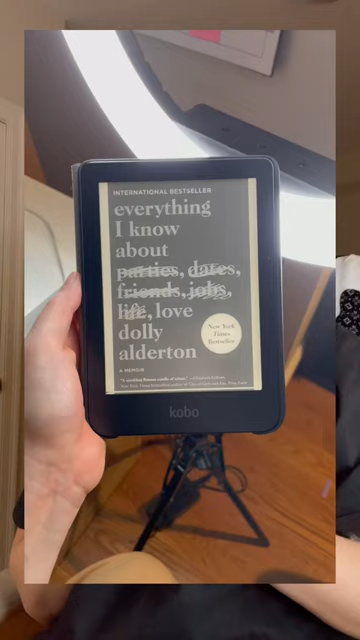 INTERNATIONAL BESTSELLER
everything
I know
about
parties, dates,
friends, jobs,
life, love
dolly
alderton
New York
Times
Bestseller
A MEMOIR
kobo